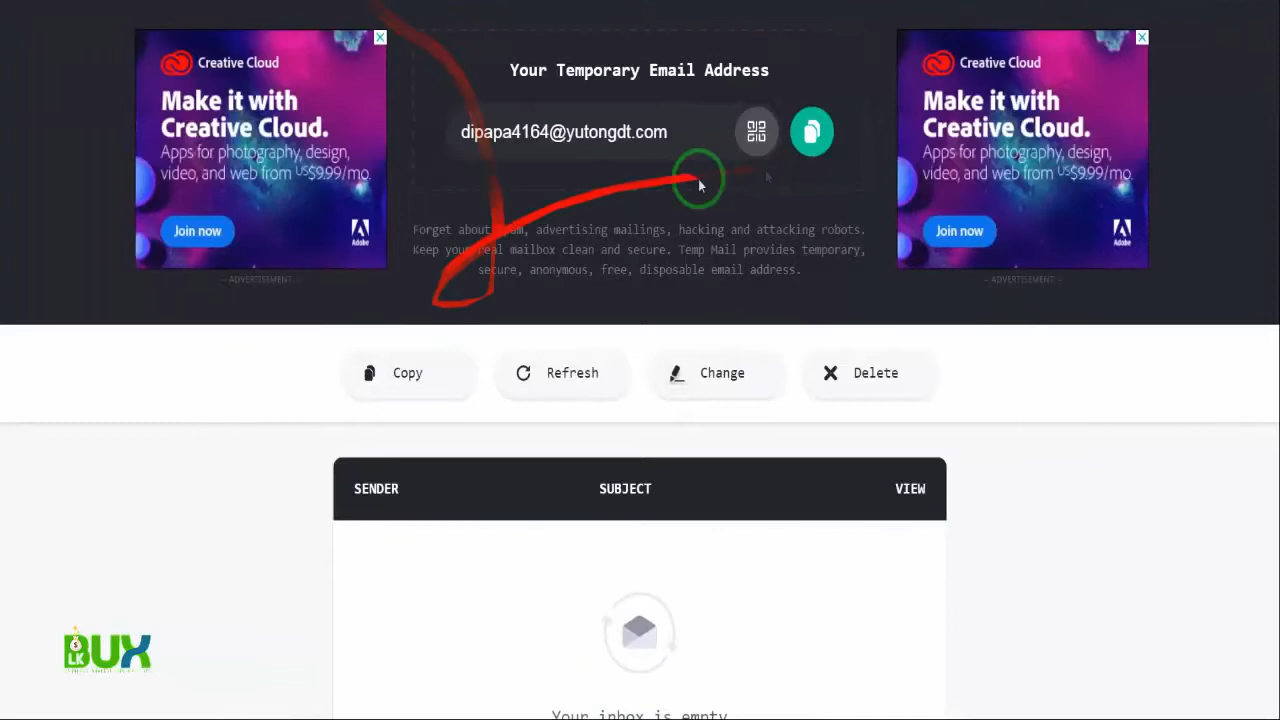 Creative Cloud
Make it with
Creative Cloud.
Apps for photography, design,
video, and web from US$9.99/mo.
Join now
Adobe
— ADVERTISEMENT —
Your Temporary Email Address
dipapa4164@yutongdt.com
Forget about spam, advertising mailings, hacking and attacking robots.
Keep your real mailbox clean and secure. Temp Mail provides temporary,
secure, anonymous, free, disposable email address.
Creative Cloud
Make it with
Creative Cloud.
Apps for photography, design,
video, and web from US$9.99/mo.
Join now
Adobe
— ADVERTISEMENT —
Copy
Refresh
Change
Delete
SENDER
SUBJECT
VIEW
Your inbox is empty
LK
BUX